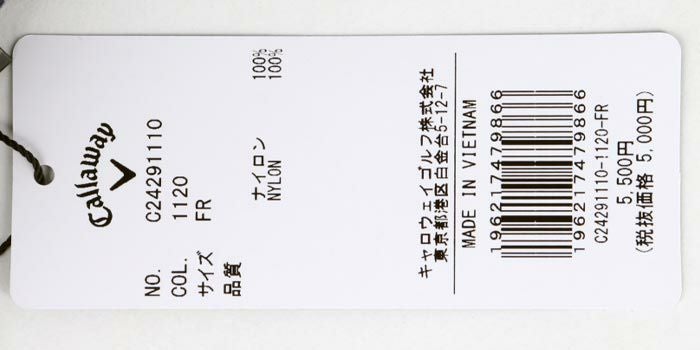 Callaway
NO. C24291110
COL. 1120
サイズ FR
品質 ナイロン 100%
NYLON 100%
キャロウェイゴルフ株式会社
東京都港区白金台5-12-7
MADE IN VIETNAM
196217479866
196217479866
C24291110-1120-FR
5,500円
(税抜価格 5,000円)